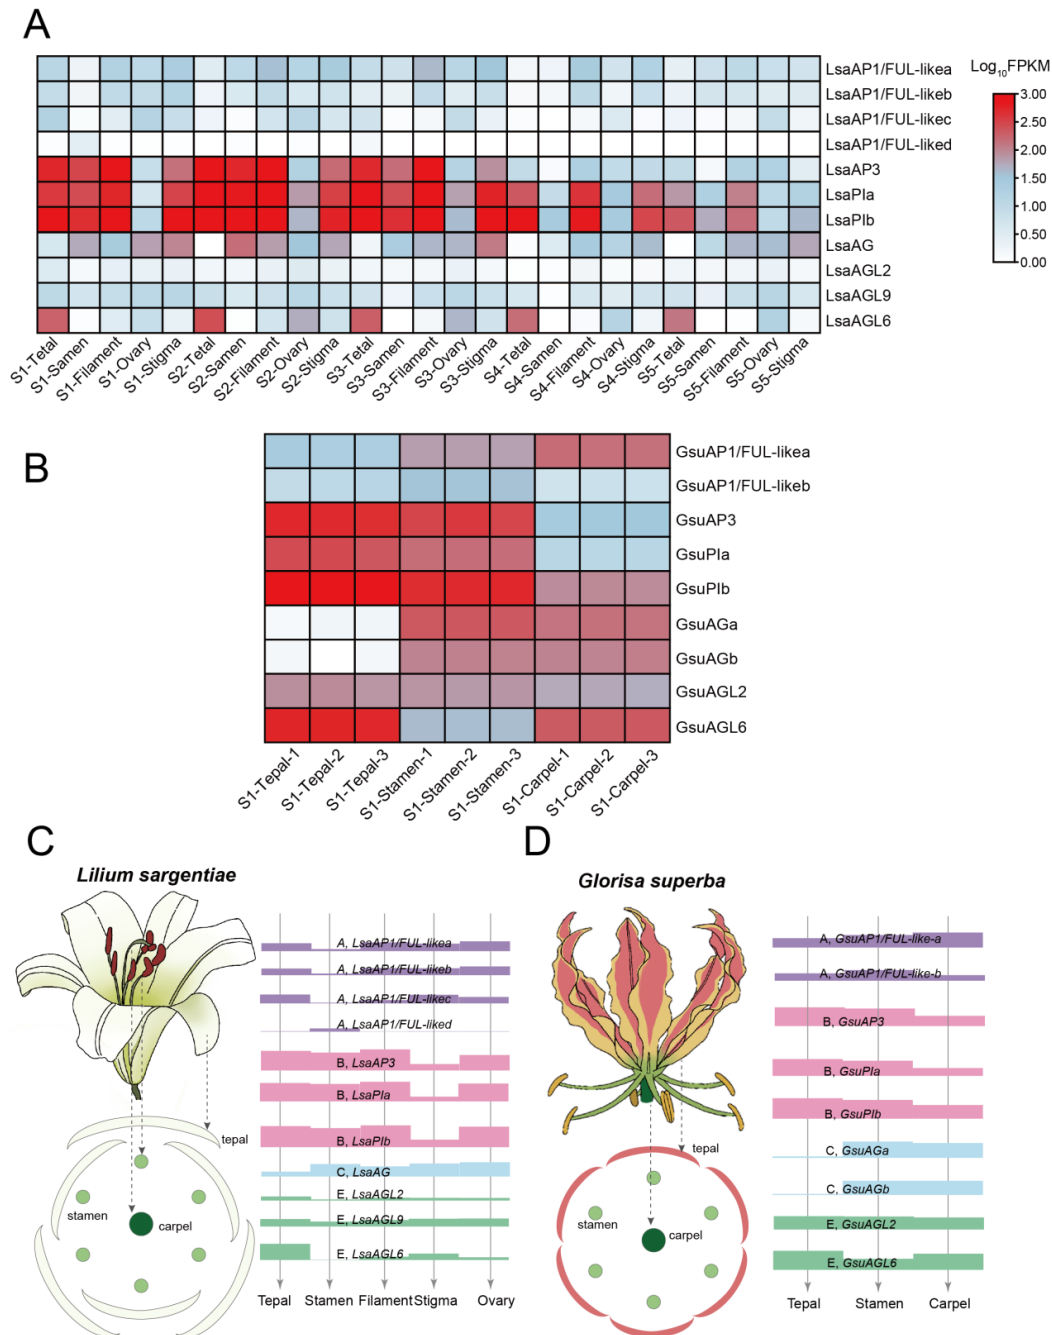 A
Log10FPKM
3.00
2.50
2.00
1.50
1.00
0.50
0.00
LsaAP1/FUL-likea
LsaAP1/FUL-likeb
LsaAP1/FUL-likec
LsaAP1/FUL-liked
LsaAP3
LsaPIa
LsaPIb
LsaAG
LsaAGL2
LsaAGL9
LsaAGL6
S1-Tetal
S1-Samen
S1-Filament
S1-Ovary
S1-Stigma
S2-Tetal
S2-Samen
S2-Filament
S2-Ovary
S2-Stigma
S3-Tetal
S3-Samen
S3-Filament
S3-Ovary
S3-Stigma
S4-Tetal
S4-Samen
S4-Filament
S4-Ovary
S4-Stigma
S5-Tetal
S5-Samen
S5-Filament
S5-Ovary
S5-Stigma
B
GsuAP1/FUL-likea
GsuAP1/FUL-likeb
GsuAP3
GsuPIa
GsuPIb
GsuAGa
GsuAGb
GsuAGL2
GsuAGL6
S1-Tepal-1
S1-Tepal-2
S1-Tepal-3
S1-Stamen-1
S1-Stamen-2
S1-Stamen-3
S1-Carpel-1
S1-Carpel-2
S1-Carpel-3
C
Lilium sargentiae
A, LsaAP1/FUL-likea
A, LsaAP1/FUL-likeb
A, LsaAP1/FUL-likec
A, LsaAP1/FUL-liked
B, LsaAP3
B, LsaPIa
B, LsaPIb
C, LsaAG
E, LsaAGL2
E, LsaAGL9
E, LsaAGL6
Tepal Stamen Filament Stigma Ovary
tepal
stamen
carpel
D
Glorisa superba
A, GsuAP1/FUL-like-a
A, GsuAP1/FUL-like-b
B, GsuAP3
B, GsuPIa
B, GsuPIb
C, GsuAGa
C, GsuAGb
E, GsuAGL2
E, GsuAGL6
Tepal Stamen Carpel
tepal
stamen
carpel